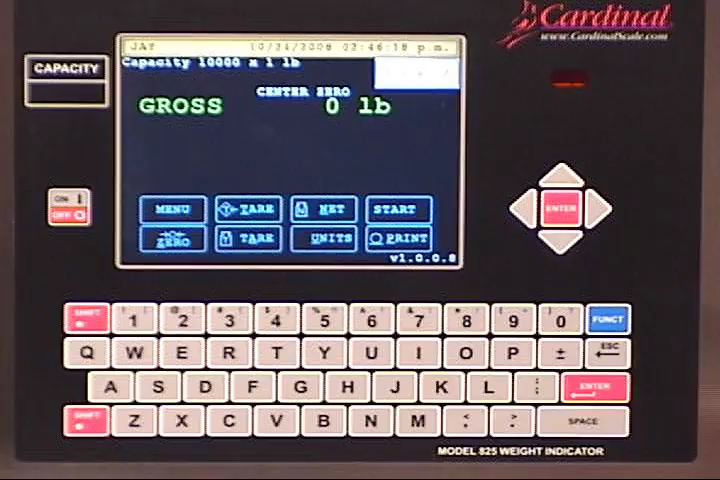 Cardinal
www.CardinalScale.com
CAPACITY
JAY 10/24/2008 02:46:18 p.m.
Capacity 10000 x 1 lb
CENTER ZERO
GROSS 0 lb
ON
OFF
MENU TARE NET START
ENTER
ZERO TARE UNITS PRINT
v1.0.0.8
SHIFT 1 2 3 4 5 6 7 8 9 0 FUNCT
Q W E R T Y U I O P ± ESC
A S D F G H J K L : ; ENTER
SHIFT Z X C V B N M < , > . SPACE
MODEL 825 WEIGHT INDICATOR